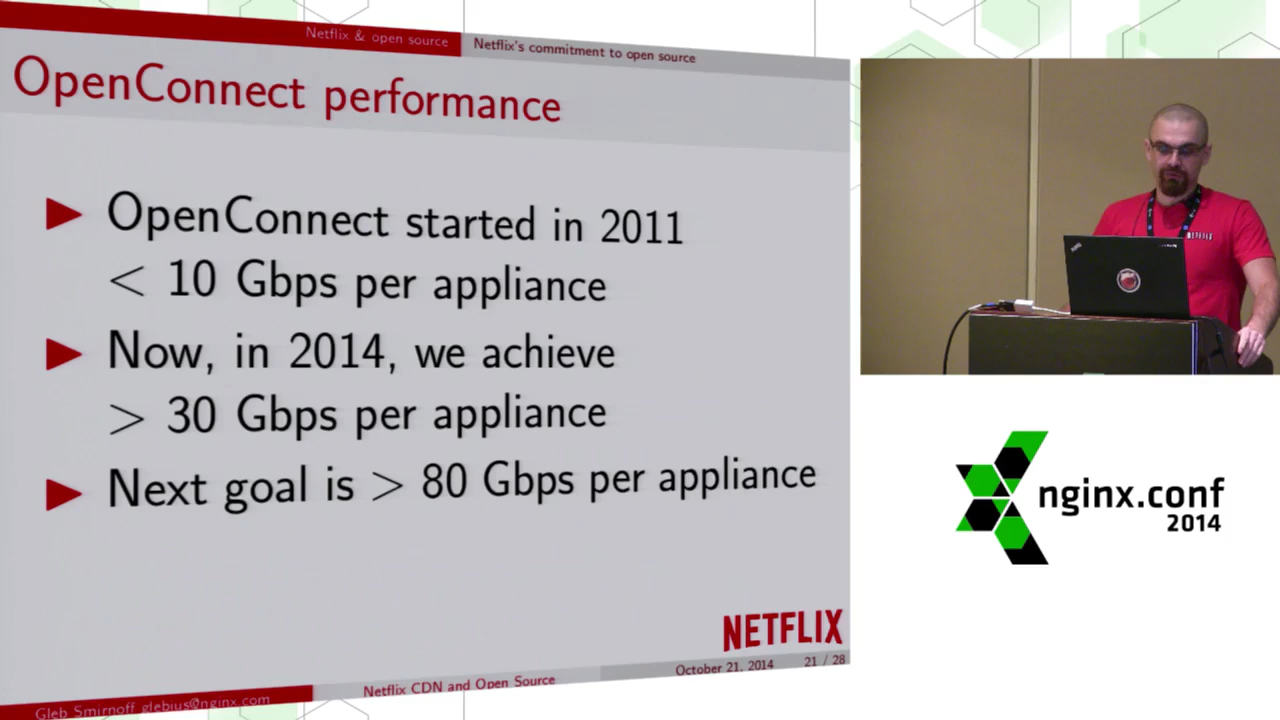 Netflix & open source
Netflix's commitment to open source
OpenConnect performance
OpenConnect started in 2011
< 10 Gbps per appliance
Now, in 2014, we achieve
> 30 Gbps per appliance
Next goal is > 80 Gbps per appliance
NETFLIX
October 21, 2014
21 / 28
Gleb Smirnoff glebius@nginx.com
Netflix CDN and Open Source
NETFLIX
nginx.conf
2014